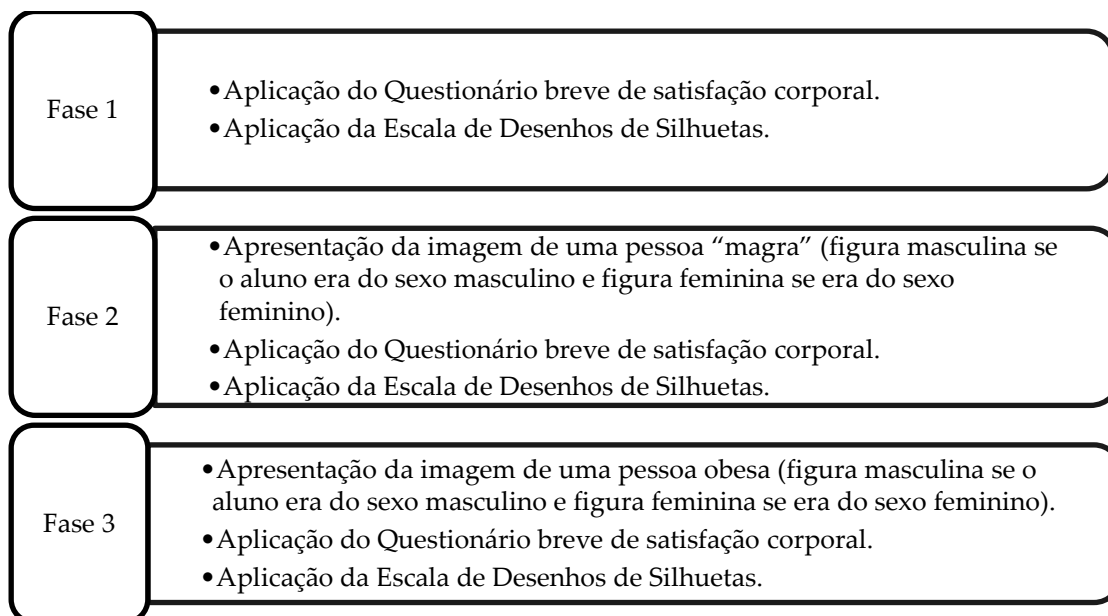 Fase 1
•Aplicação do Questionário breve de satisfação corporal.
•Aplicação da Escala de Desenhos de Silhuetas.
Fase 2
•Apresentação da imagem de uma pessoa “magra” (figura masculina se
o aluno era do sexo masculino e figura feminina se era do sexo
feminino).
•Aplicação do Questionário breve de satisfação corporal.
•Aplicação da Escala de Desenhos de Silhuetas.
Fase 3
•Apresentação da imagem de uma pessoa obesa (figura masculina se o
aluno era do sexo masculino e figura feminina se era do sexo feminino).
•Aplicação do Questionário breve de satisfação corporal.
•Aplicação da Escala de Desenhos de Silhuetas.